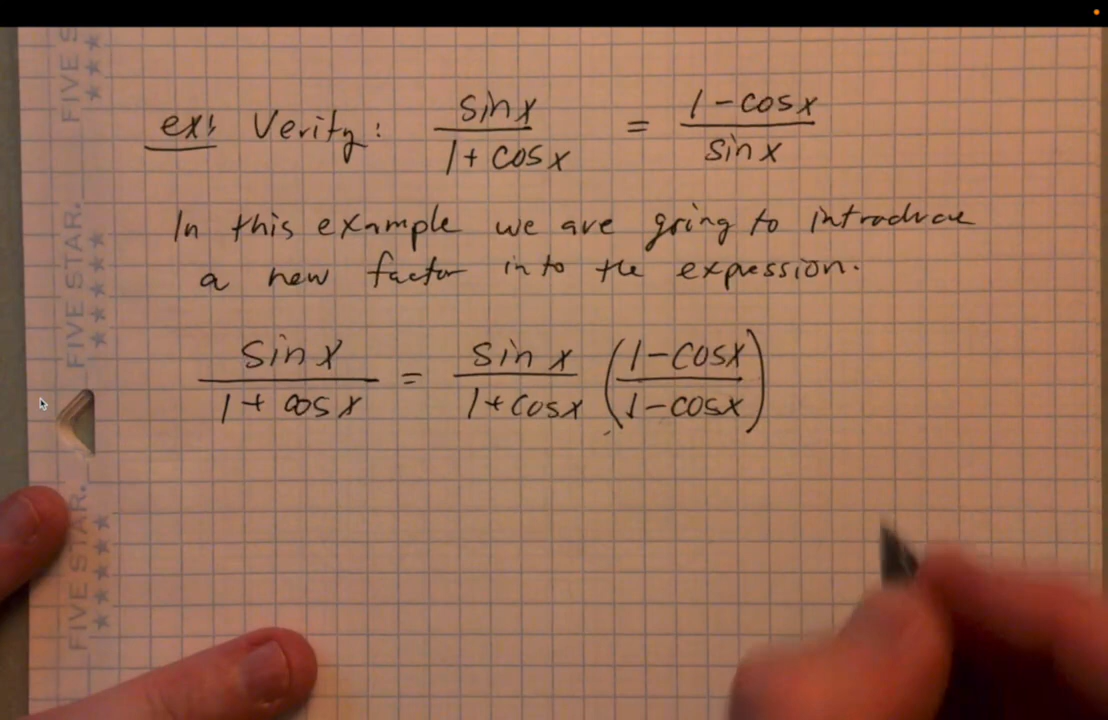 ex: Verify: sin x / 1 + cos x = 1 - cos x / sin x
In this example we are going to introduce
a new factor into the expression.
sin x / 1 + cos x = sin x / 1 + cos x (1 - cos x / 1 - cos x)
FIVE S
FIVE STAR.
FIVE STAR.